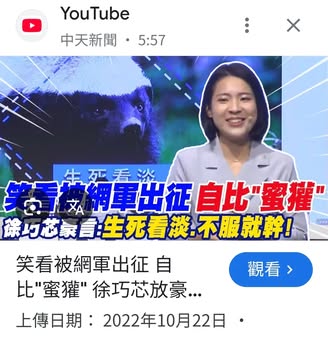 YouTube
中天新聞 • 5:57
生死看淡
笑看被網軍出征 自比"蜜獾"
徐巧芯豪言:生死看淡.不服就幹!
笑看被網軍出征 自
比"蜜獾" 徐巧芯放豪...
觀看
上傳日期： 2022年10月22日 •